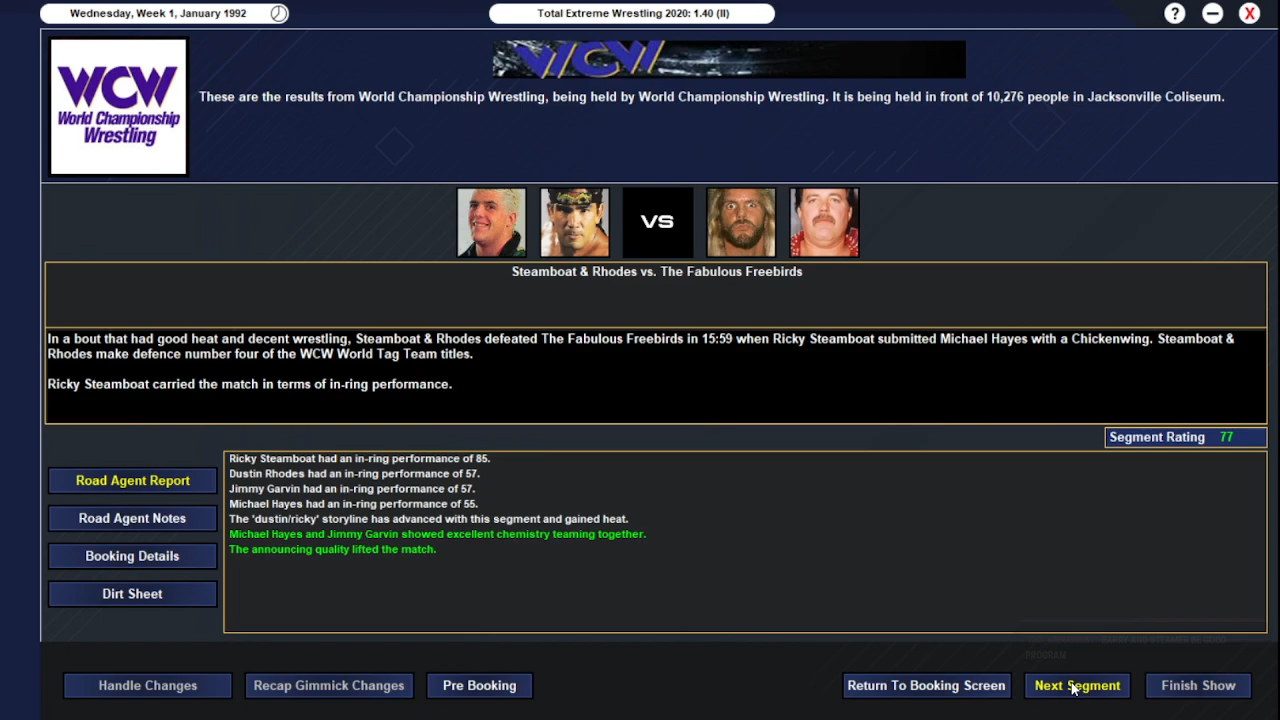 Wednesday, Week 1, January 1992
Total Extreme Wrestling 2020: 1.40 (II)
?
X
WCW
World Championship
Wrestling
WCW
These are the results from World Championship Wrestling, being held by World Championship Wrestling. It is being held in front of 10,276 people in Jacksonville Coliseum.
VS
Steamboat & Rhodes vs. The Fabulous Freebirds
In a bout that had good heat and decent wrestling, Steamboat & Rhodes defeated The Fabulous Freebirds in 15:59 when Ricky Steamboat submitted Michael Hayes with a Chickenwing. Steamboat &
Rhodes make defence number four of the WCW World Tag Team titles.
Ricky Steamboat carried the match in terms of in-ring performance.
Segment Rating 77
Road Agent Report
Road Agent Notes
Booking Details
Dirt Sheet
Ricky Steamboat had an in-ring performance of 85.
Dustin Rhodes had an in-ring performance of 57.
Jimmy Garvin had an in-ring performance of 57.
Michael Hayes had an in-ring performance of 55.
The 'dustin/ricky' storyline has advanced with this segment and gained heat.
Michael Hayes and Jimmy Garvin showed excellent chemistry teaming together.
The announcing quality lifted the match.
PROGRAM
Handle Changes
Recap Gimmick Changes
Pre Booking
Return To Booking Screen
Next Segment
Finish Show